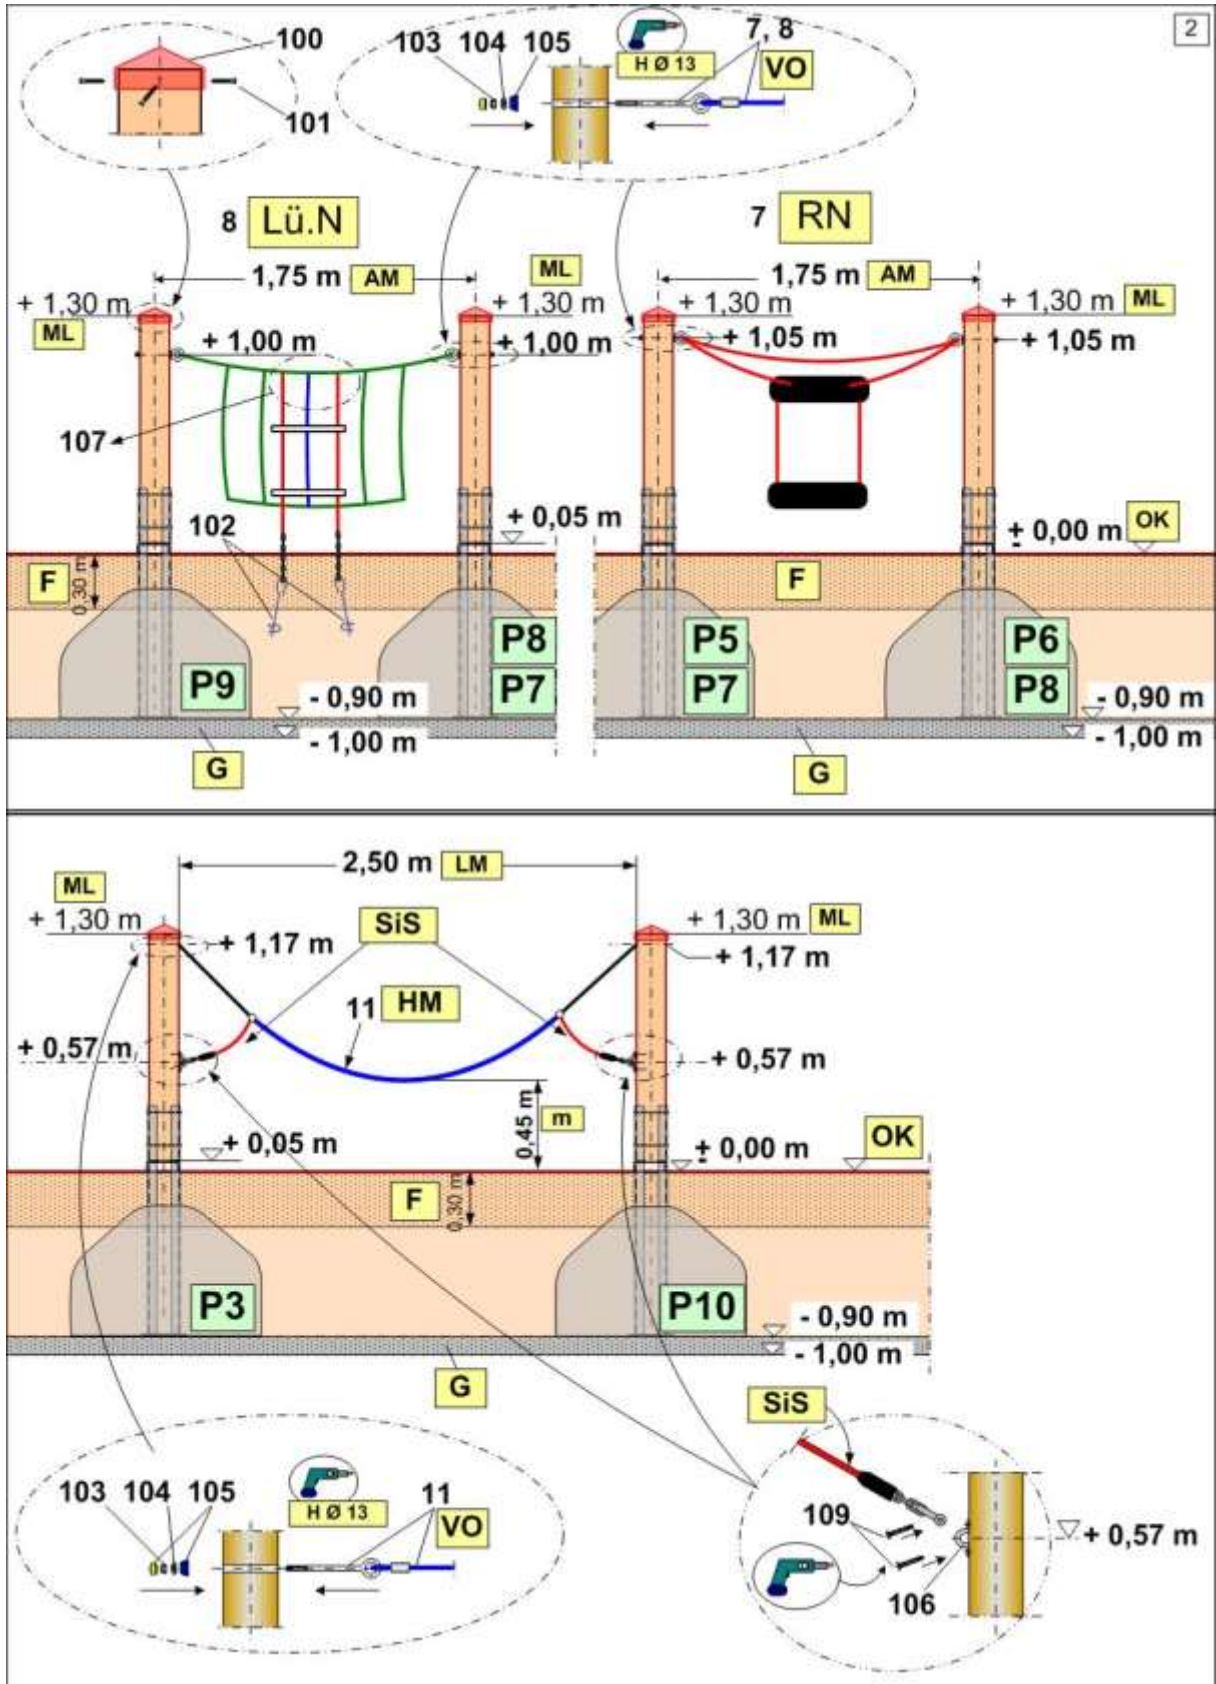 2
100
101
103 104 105
H Ø 13
7, 8
VO
8 Lü.N
7 RN
1,75 m AM
ML
1,75 m AM
+ 1,30 m
ML
+ 1,30 m
+ 1,30 m
+ 1,30 m ML
+ 1,00 m
+ 1,00 m
+ 1,05 m
+ 1,05 m
107
102
+ 0,05 m
± 0,00 m
OK
F
0,30 m
F
P9
P8
P7
P5
P7
P6
P8
- 0,90 m
- 1,00 m
- 0,90 m
- 1,00 m
G
G
2,50 m LM
ML
+ 1,30 m
SiS
+ 1,30 m ML
+ 1,17 m
+ 1,17 m
11 HM
+ 0,57 m
+ 0,57 m
0,45 m
m
+ 0,05 m
± 0,00 m
OK
F
0,30 m
P3
P10
- 0,90 m
- 1,00 m
G
SiS
103 104 105
H Ø 13
11
VO
109
106
+ 0,57 m